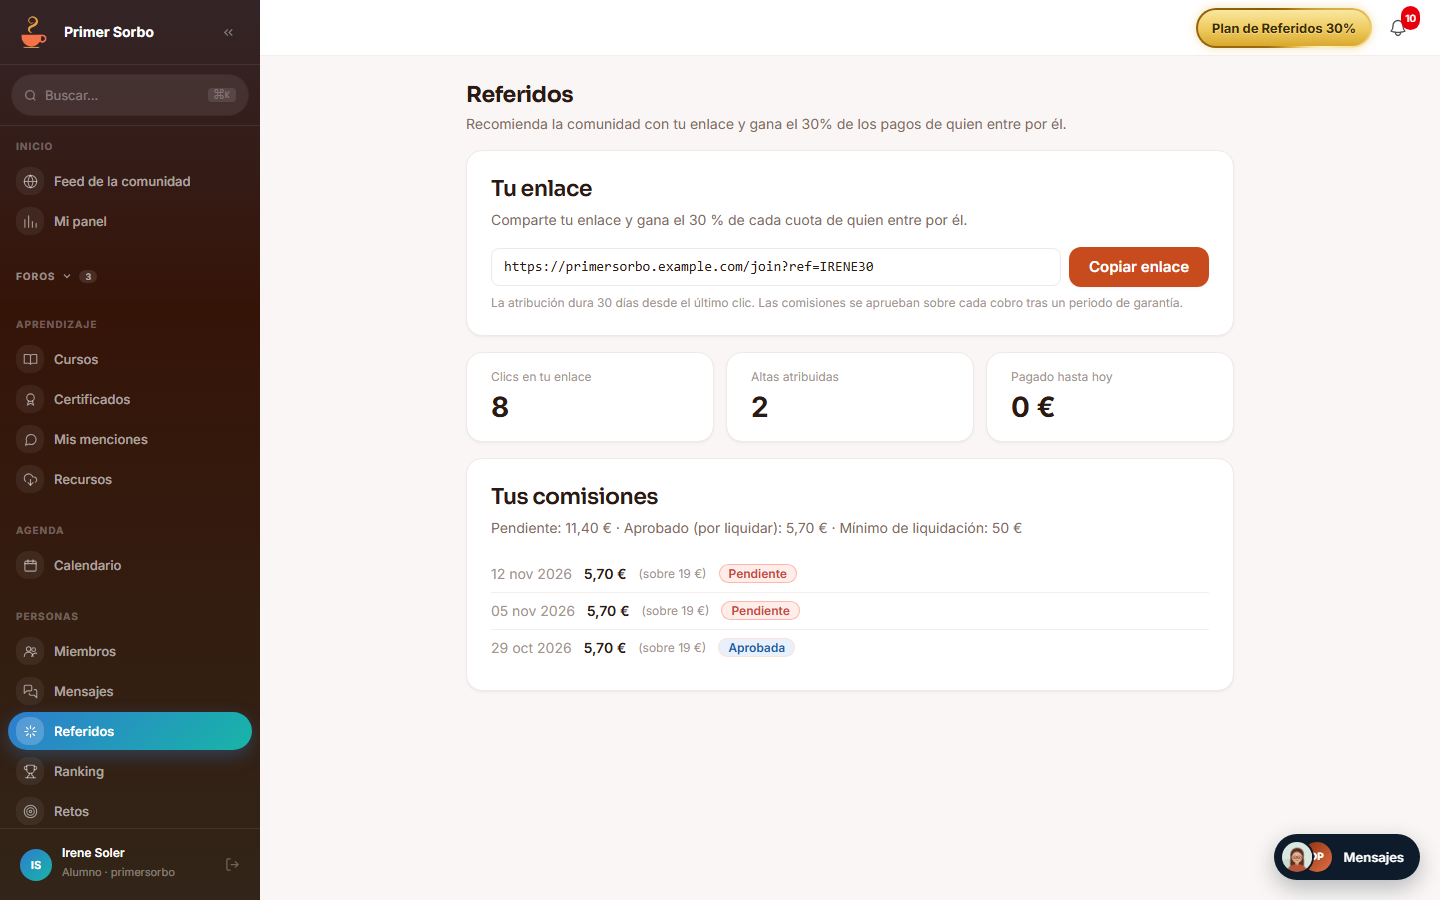 Primer Sorbo
«
Buscar...
⌘K
INICIO
Feed de la comunidad
Mi panel
FOROS 3
APRENDIZAJE
Cursos
Certificados
Mis menciones
Recursos
AGENDA
Calendario
PERSONAS
Miembros
Mensajes
Referidos
Ranking
Retos
IS
Irene Soler
Alumno · primersorbo
Plan de Referidos 30%
10
Referidos
Recomienda la comunidad con tu enlace y gana el 30% de los pagos de quien entre por él.
Tu enlace
Comparte tu enlace y gana el 30 % de cada cuota de quien entre por él.
https://primersorbo.example.com/join?ref=IRENE30
Copiar enlace
La atribución dura 30 días desde el último clic. Las comisiones se aprueban sobre cada cobro tras un periodo de garantía.
Clics en tu enlace
8
Altas atribuidas
2
Pagado hasta hoy
0 €
Tus comisiones
Pendiente: 11,40 € · Aprobado (por liquidar): 5,70 € · Mínimo de liquidación: 50 €
12 nov 2026 5,70 € (sobre 19 €) Pendiente
05 nov 2026 5,70 € (sobre 19 €) Pendiente
29 oct 2026 5,70 € (sobre 19 €) Aprobada
Mensajes